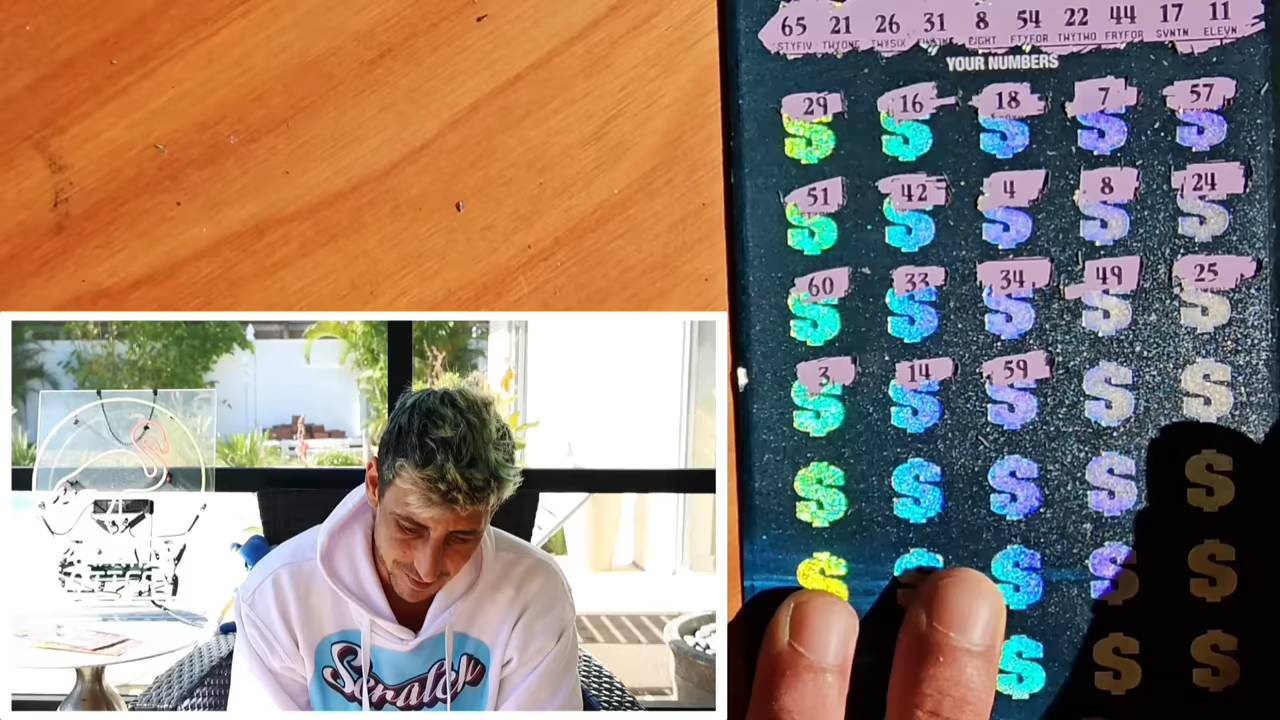 65 21 26 31 8 54 22 44 17 11
STYFIV THYONE THYSIX EIGHT FTYFOR THYTWO FRYFOR SVNTN ELEVN
YOUR NUMBERS
29 16 18 7 57
51 42 4 8 24
60 33 34 49 25
3 14 59
$ $ $ $ $
$ $ $ $ $
$ $ $ $ $
$ $ $ $ $
$ $ $ $ $
$ $ $ $ $
$ $ $
Scratch